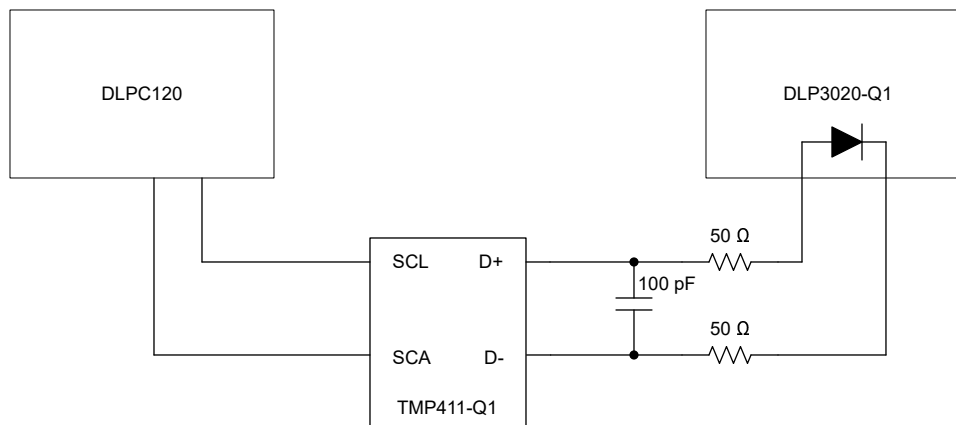 DLPC120
DLP3020-Q1
50 Ω
SCL D+
100 pF
50 Ω
SCA D-
TMP411-Q1